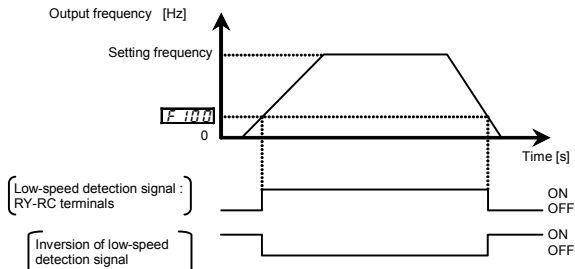 Output frequency [Hz]
Setting frequency
F100
0
Time [s]
Low-speed detection signal :
RY-RC terminals
ON
OFF
Inversion of low-speed
detection signal
ON
OFF